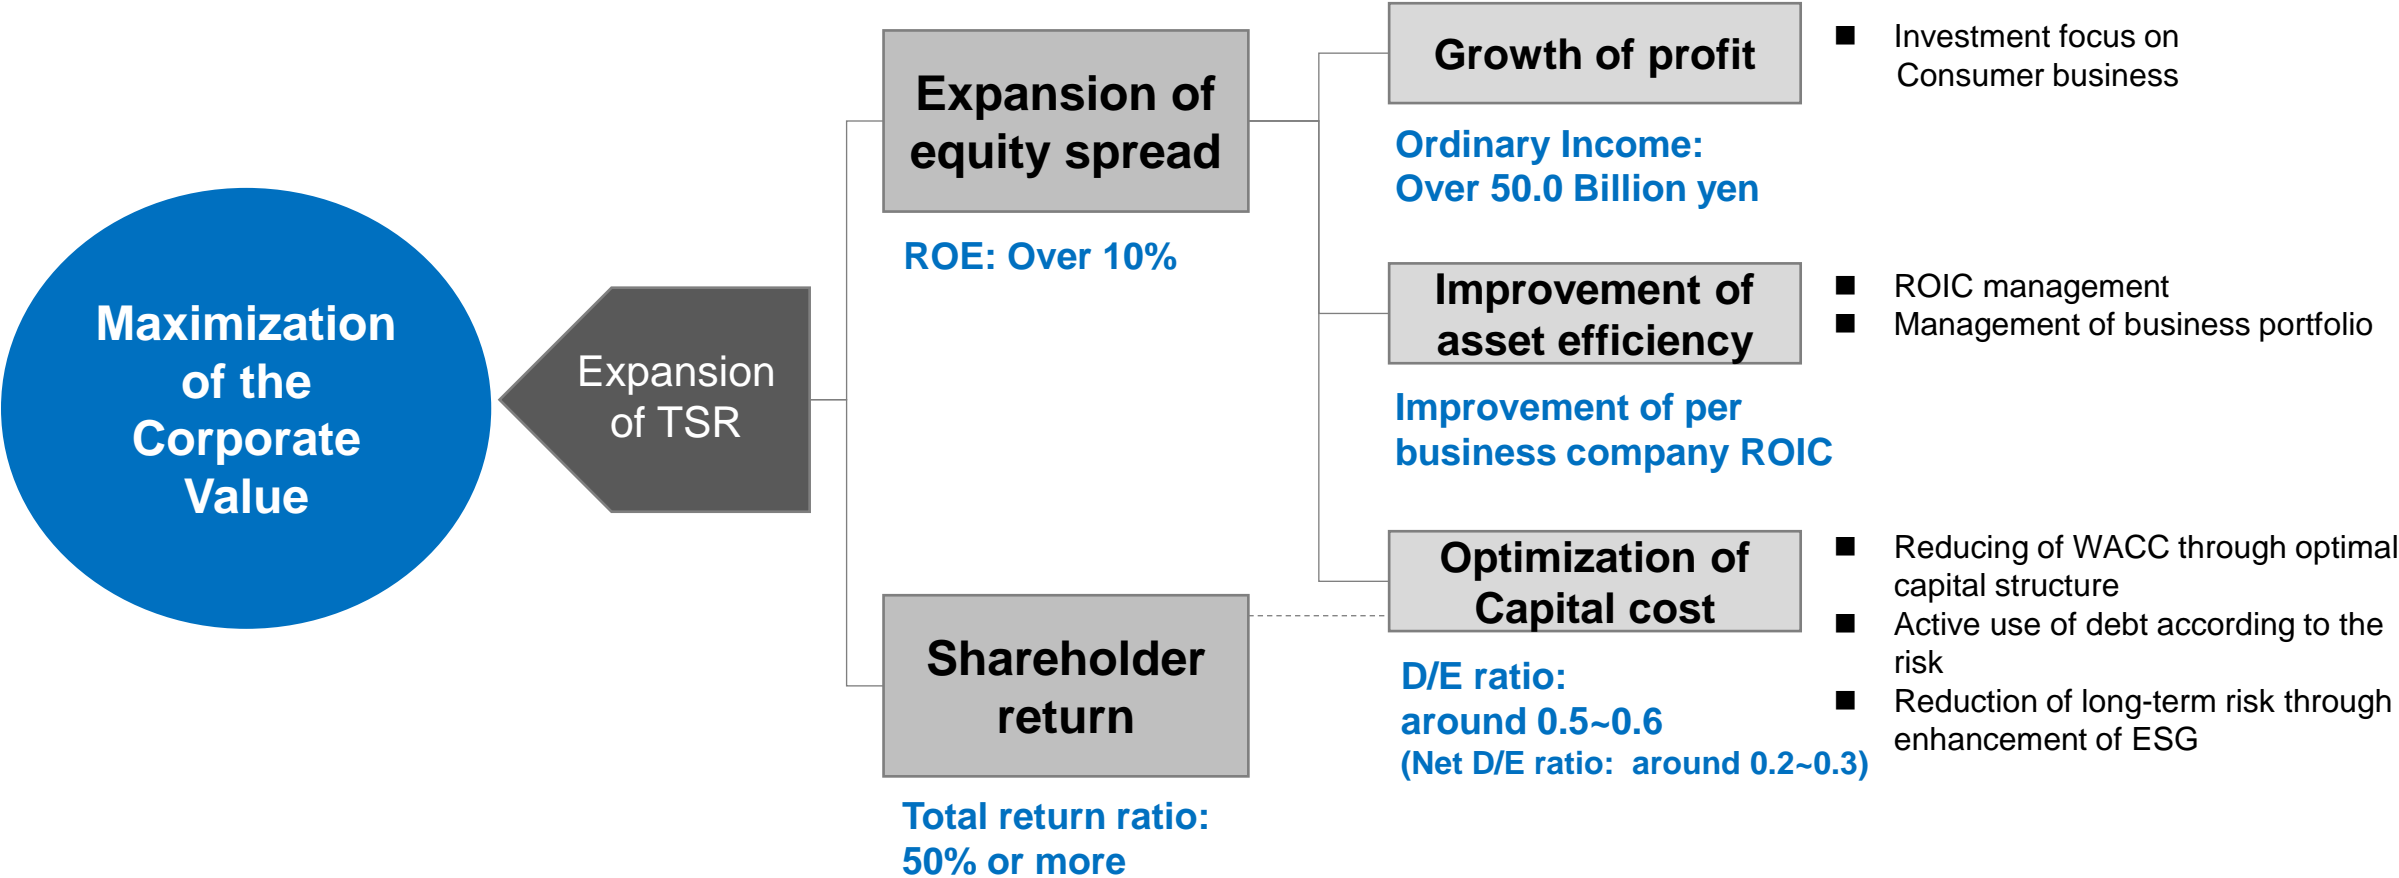 Maximization
of the
Corporate
Value
Expansion
of TSR
Expansion of
equity spread
ROE: Over 10%
Shareholder
return
Total return ratio:
50% or more
Growth of profit
Ordinary Income:
Over 50.0 Billion yen
■ Investment focus on
Consumer business
Improvement of
asset efficiency
Improvement of per
business company ROIC
■ ROIC management
■ Management of business portfolio
Optimization of
Capital cost
D/E ratio:
around 0.5~0.6
(Net D/E ratio:  around 0.2~0.3)
■ Reducing of WACC through optimal
capital structure
■ Active use of debt according to the
risk
■ Reduction of long-term risk through
enhancement of ESG